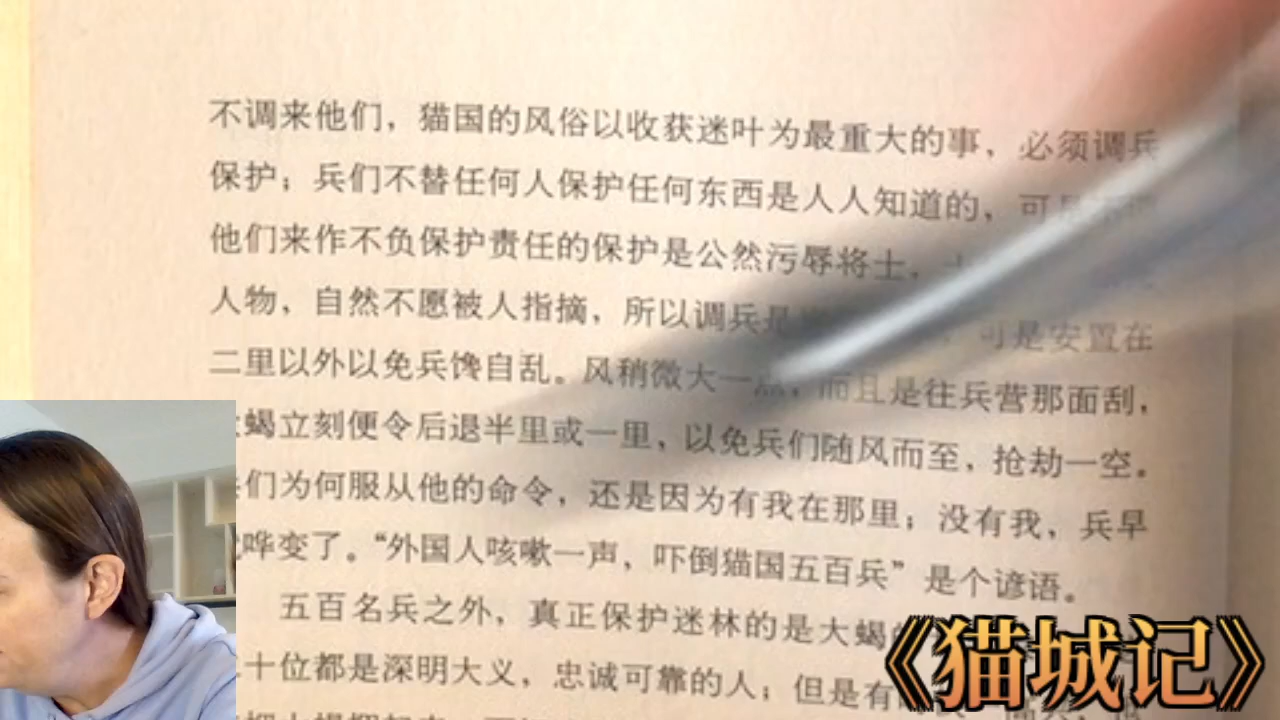 不调来他们，猫国的风俗以收获迷叶为最重大的事，必须调兵
保护；兵们不替任何人保护任何东西是人人知道的，可是
他们来作不负保护责任的保护是公然污辱将士，
人物，自然不愿被人指摘，所以调兵是 可是安置在
二里以外以免兵馋自乱。风稍微大一点，而且是往兵营那面刮，
蝎立刻便令后退半里或一里，以免兵们随风而至，抢劫一空。
们为何服从他的命令，还是因为有我在那里；没有我，兵早
哗变了。“外国人咳嗽一声，吓倒猫国五百兵”是个谚语。
五百名兵之外，真正保护迷林的是大蝎
十位都是深明大义，忠诚可靠的人；但是有
《猫城记》